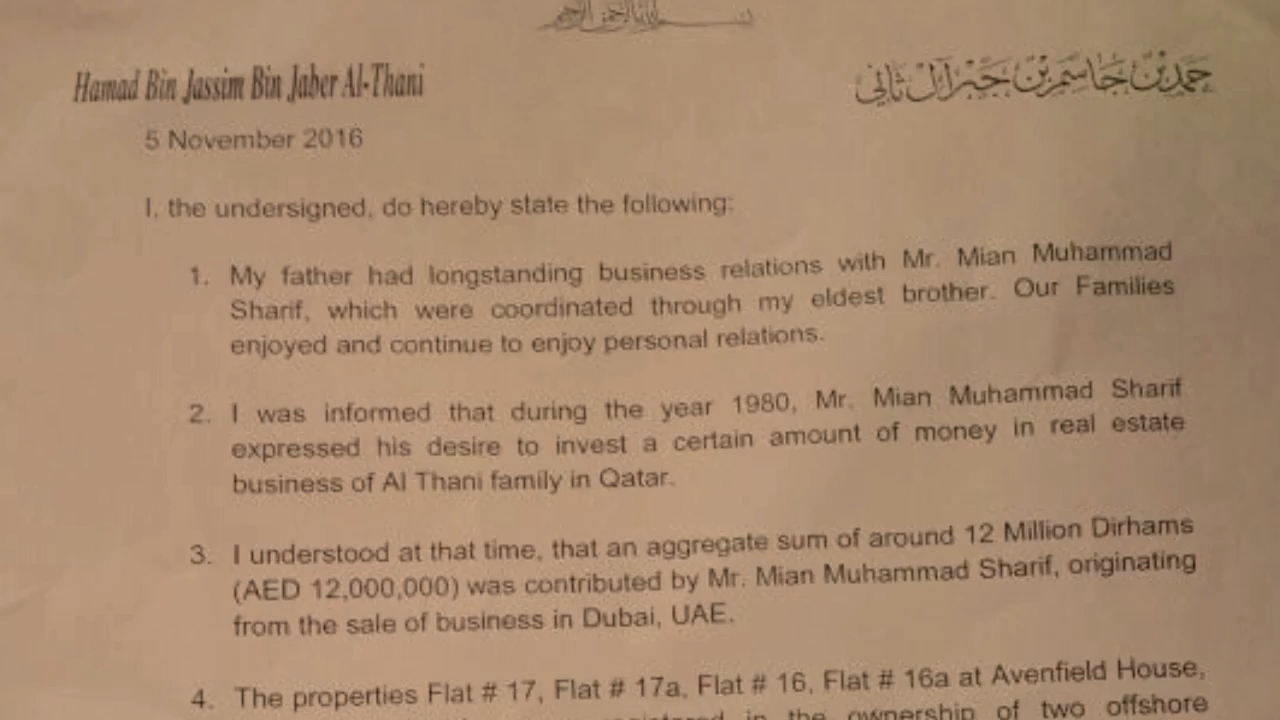 Hamad Bin Jassim Bin Jaber Al-Thani
حمد بن جاسم بن جبر آل ثاني
5 November 2016
I, the undersigned, do hereby state the following:
1. My father had longstanding business relations with Mr. Mian Muhammad
Sharif, which were coordinated through my eldest brother. Our Families
enjoyed and continue to enjoy personal relations.
2. I was informed that during the year 1980, Mr. Mian Muhammad Sharif
expressed his desire to invest a certain amount of money in real estate
business of Al Thani family in Qatar.
3. I understood at that time, that an aggregate sum of around 12 Million Dirhams
(AED 12,000,000) was contributed by Mr. Mian Muhammad Sharif, originating
from the sale of business in Dubai, UAE.
4. The properties Flat # 17, Flat # 17a, Flat # 16, Flat # 16a at Avenfield House,
registered in the ownership of two offshore